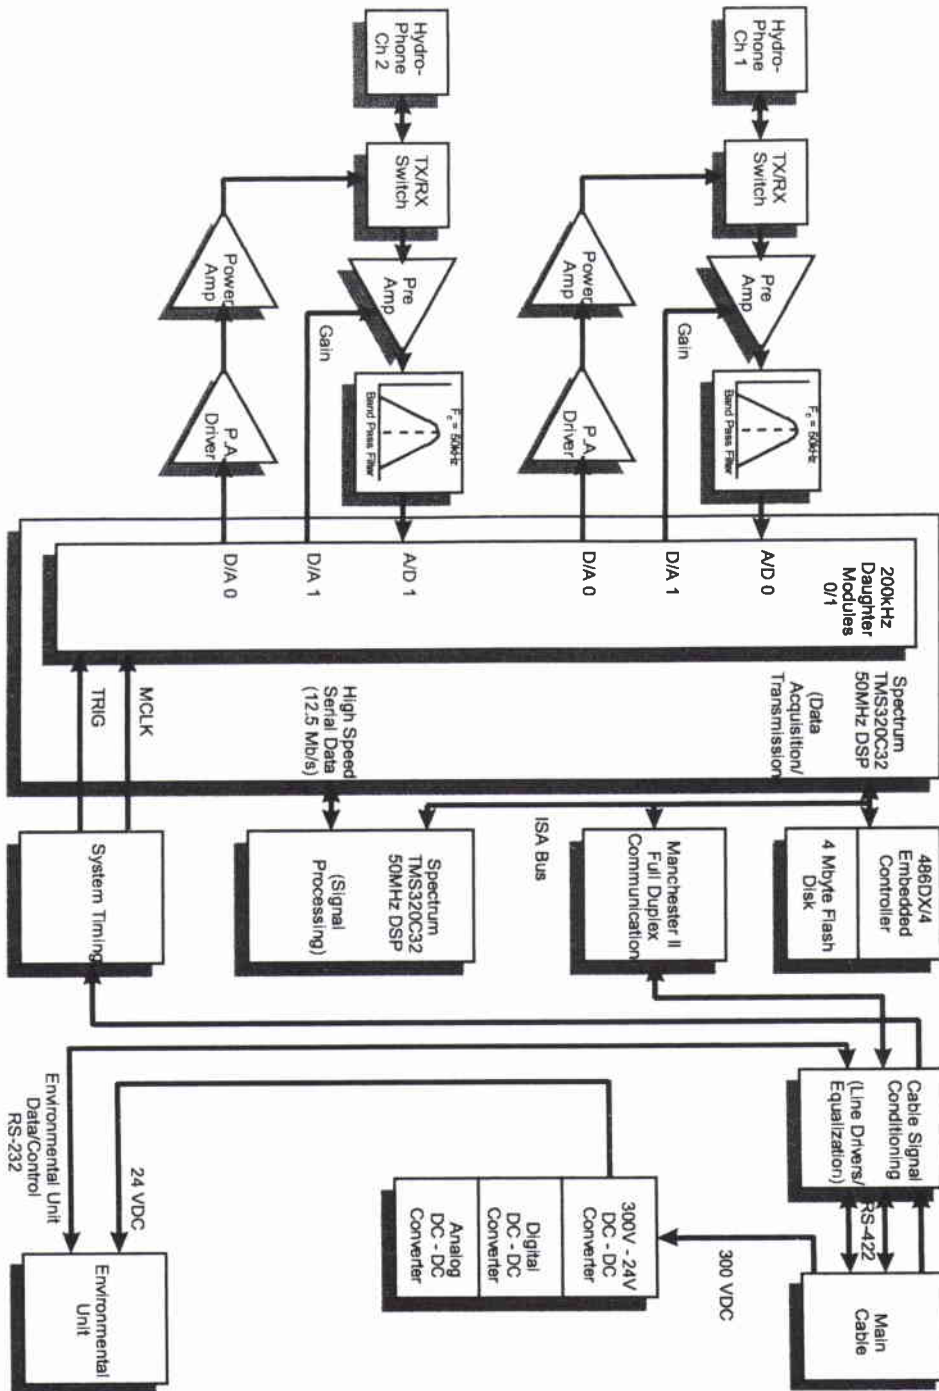 Hydro-
Phone
Ch 2
Hydro-
Phone
Ch 1
TX/RX
Switch
TX/RX
Switch
Power
Amp
Pre
Amp
Power
Amp
Pre
Amp
Gain
Gain
P.A.
Driver
Fc = 50kHz
Band Pass Filter
P.A.
Driver
Fc = 50kHz
Band Pass Filter
D/A 0
D/A 1
A/D 1
D/A 0
D/A 1
A/D 0
200kHz
Daughter
Modules
0/1
TRIG
MCLK
High Speed
Serial Data
(12.5 Mb/s)
Spectrum
TMS320C32
50MHz DSP
(Data
Acquisition/
Transmission)
System Timing
Spectrum
TMS320C32
50MHz DSP
(Signal
Processing)
ISA Bus
Manchester II
Full Duplex
Communication
486DX/4
Embedded
Controller
4 Mbyte Flash
Disk
Cable Signal
Conditioning
(Line Drivers/
Equalization)
RS-422
Environmental Unit
Data/Control
RS-232
24 VDC
300V - 24V
DC - DC
Converter
Digital
DC - DC
Converter
Analog
DC - DC
Converter
300 VDC
Environmental
Unit
Main
Cable